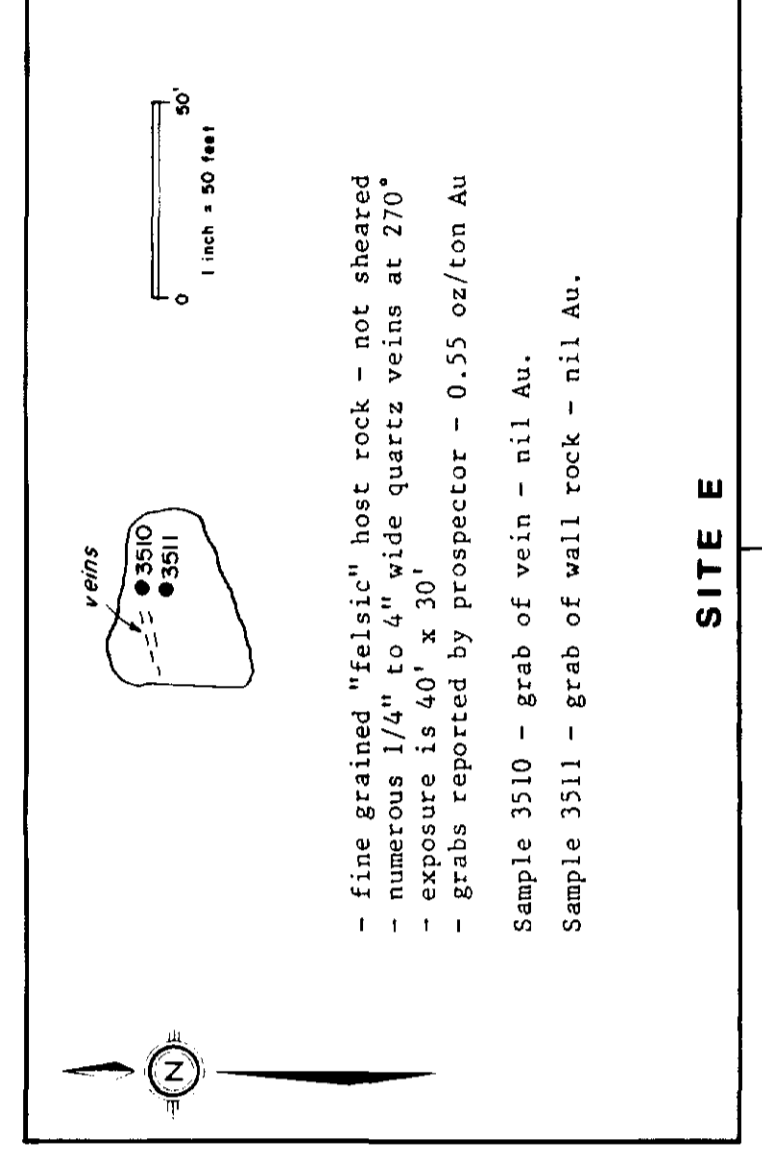 N
veins
3510
3511
0 50'
1 inch = 50 feet
- fine grained "felsic" host rock - not sheared
- numerous 1/4" to 4" wide quartz veins at 270°
- exposure is 40' x 30'
- grabs reported by prospector - 0.55 oz/ton Au
Sample 3510 - grab of vein - nil Au.
Sample 3511 - grab of wall rock - nil Au.
SITE E